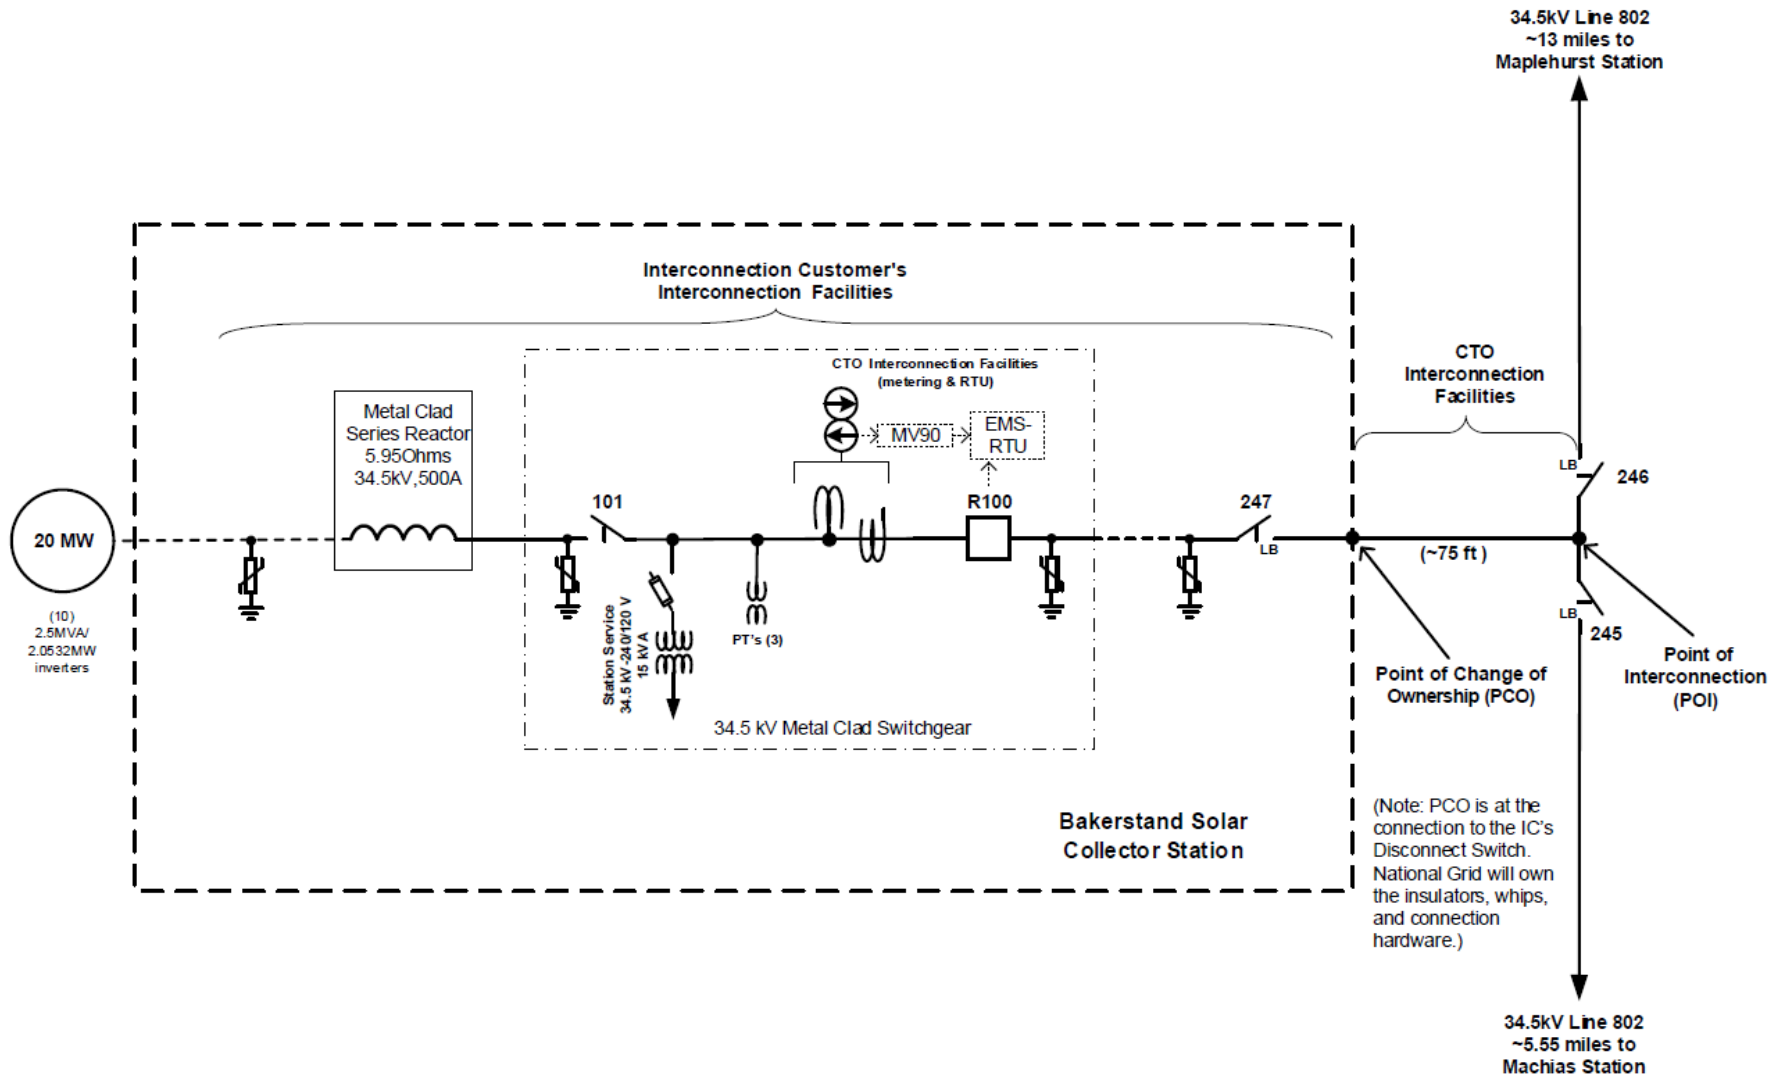 34.5kV Line 802
~13 miles to
Maplehurst Station
Interconnection Customer's
Interconnection Facilities
CTO Interconnection Facilities
(metering & RTU)
CTO
Interconnection
Facilities
Metal Clad
Series Reactor
5.95Ohms
34.5kV,500A
MV90
EMS-
RTU
LB
246
101
R100
247
20 MW
LB
(~75 ft )
(10)
2.5MVA/
2.0532MW
inverters
Station Service
34.5 kV-240/120 V
15 kVA
PT's (3)
LB
245
Point of Change of
Ownership (PCO)
Point of
Interconnection
(POI)
34.5 kV Metal Clad Switchgear
Bakerstand Solar
Collector Station
(Note: PCO is at the
connection to the IC's
Disconnect Switch.
National Grid will own
the insulators, whips,
and connection
hardware.)
34.5kV Line 802
~5.55 miles to
Machias Station